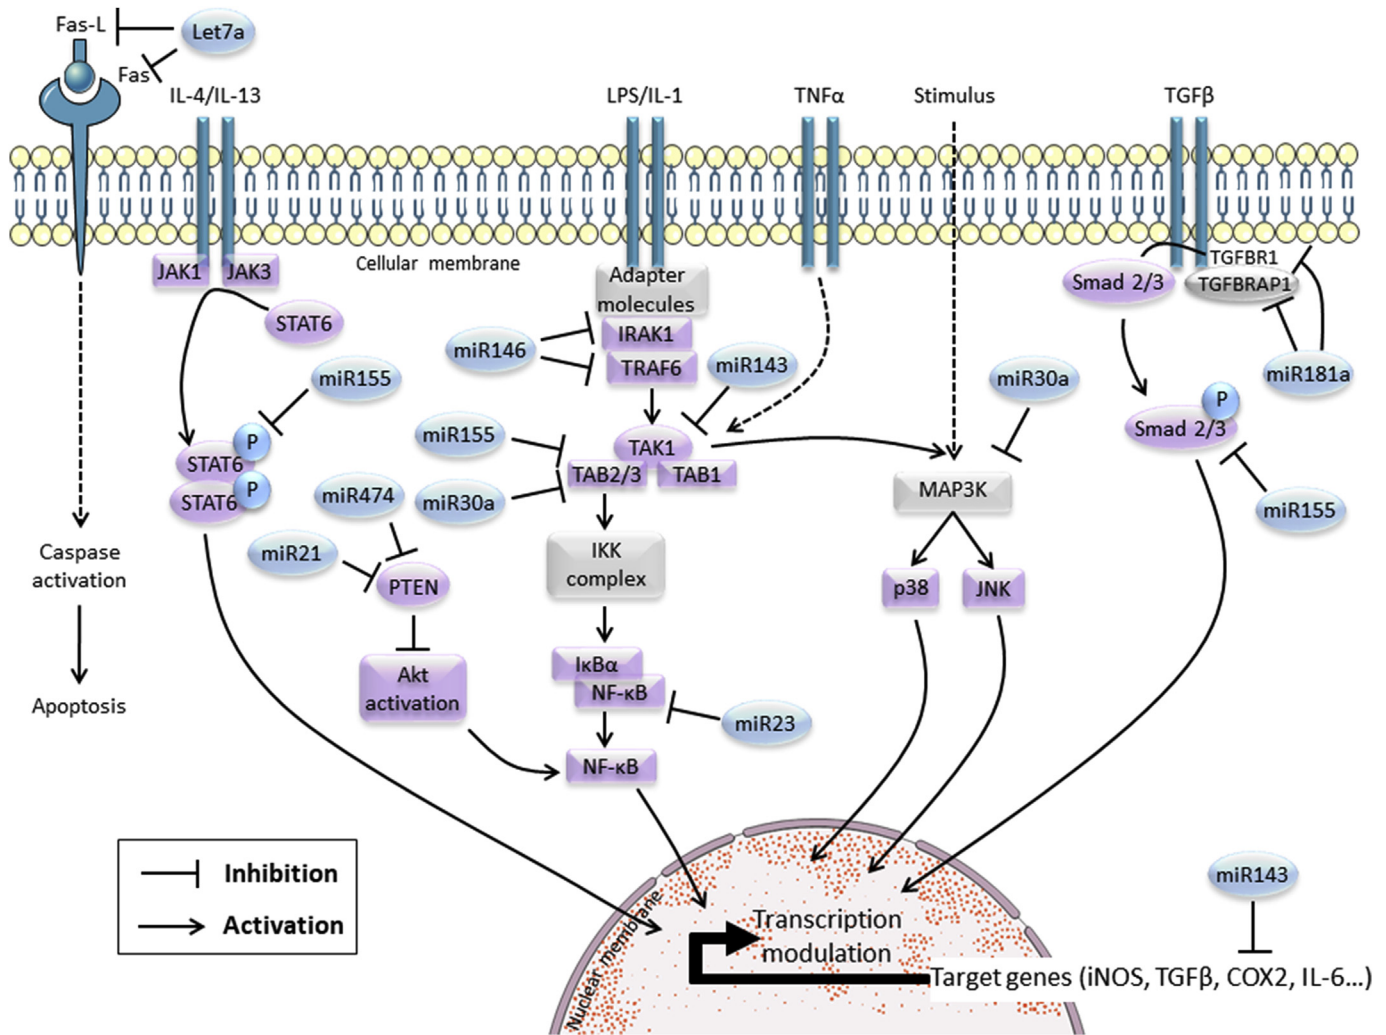 Fas-L
Let7a
Fas
IL-4/IL-13
LPS/IL-1
TNFα
Stimulus
TGFβ
Cellular membrane
JAK1
JAK3
STAT6
Adapter
molecules
IRAK1
TRAF6
miR146
miR143
miR155
STAT6
P
STAT6
P
miR155
miR30a
TAK1
TAB2/3
TAB1
miR30a
MAP3K
p38
JNK
TGFBR1
TGFBRAP1
Smad 2/3
miR181a
P
Smad 2/3
miR155
Caspase
activation
Apoptosis
miR474
miR21
PTEN
Akt
activation
IKK
complex
IκBα
NF-κB
miR23
NF-κB
Inhibition
Activation
Nuclear membrane
Transcription
modulation
miR143
Target genes (iNOS, TGFβ, COX2, IL-6...)